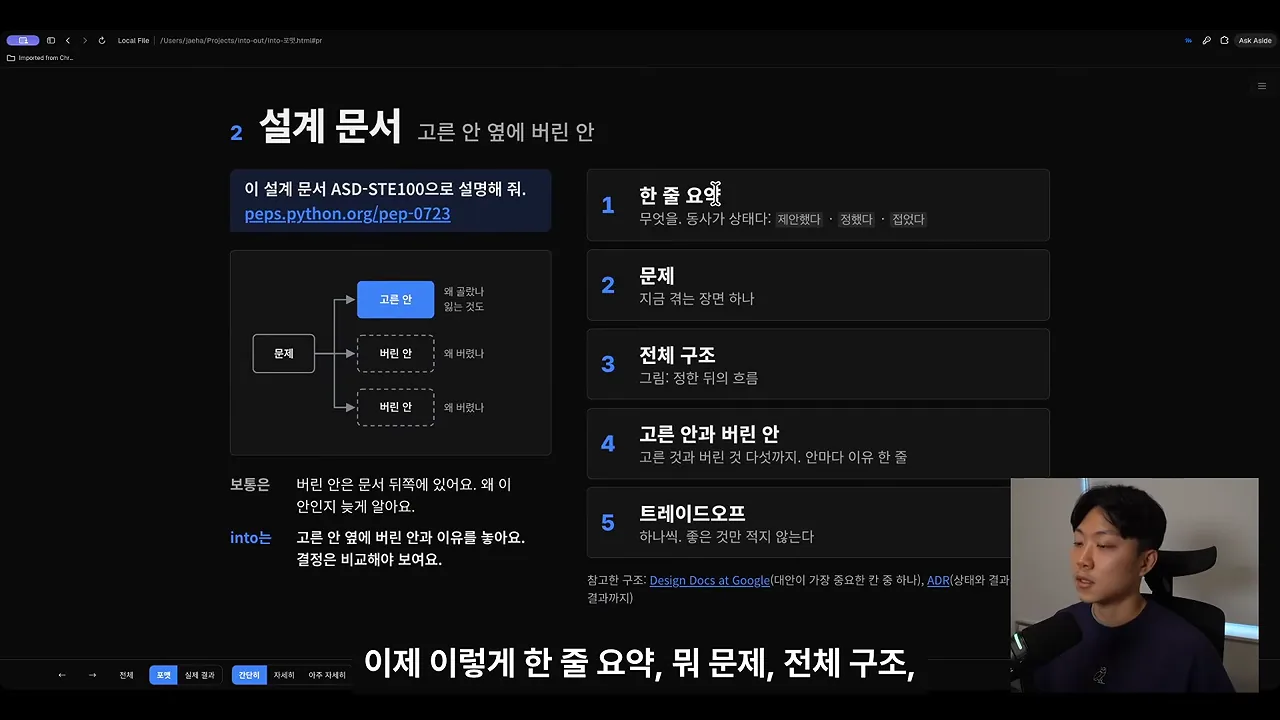 Local File
/Users/jaeha/Projects/into-out/into-포맷.html#pr
Ask Aside
Imported from Chr...
2 설계 문서 고른 안 옆에 버린 안
이 설계 문서 ASD-STE100으로 설명해 줘.
peps.python.org/pep-0723
문제
고른 안
왜 골랐나
잃는 것도
버린 안
왜 버렸나
버린 안
왜 버렸나
보통은
버린 안은 문서 뒤쪽에 있어요. 왜 이
안인지 늦게 알아요.
into는
고른 안 옆에 버린 안과 이유를 놓아요.
결정은 비교해야 보여요.
1
한 줄 요약
무엇을. 동사가 상태다: 제안했다 · 정했다 · 접었다
2
문제
지금 겪는 장면 하나
3
전체 구조
그림: 정한 뒤의 흐름
4
고른 안과 버린 안
고른 것과 버린 것 다섯까지. 안마다 이유 한 줄
5
트레이드오프
하나씩. 좋은 것만 적지 않는다
참고한 구조: Design Docs at Google(대안이 가장 중요한 칸 중 하나), ADR(상태와 결과
결과까지)
← → 전체 포맷 실제 결과 간단히 자세히 아주 자세히
이제 이렇게 한 줄 요약, 뭐 문제, 전체 구조,